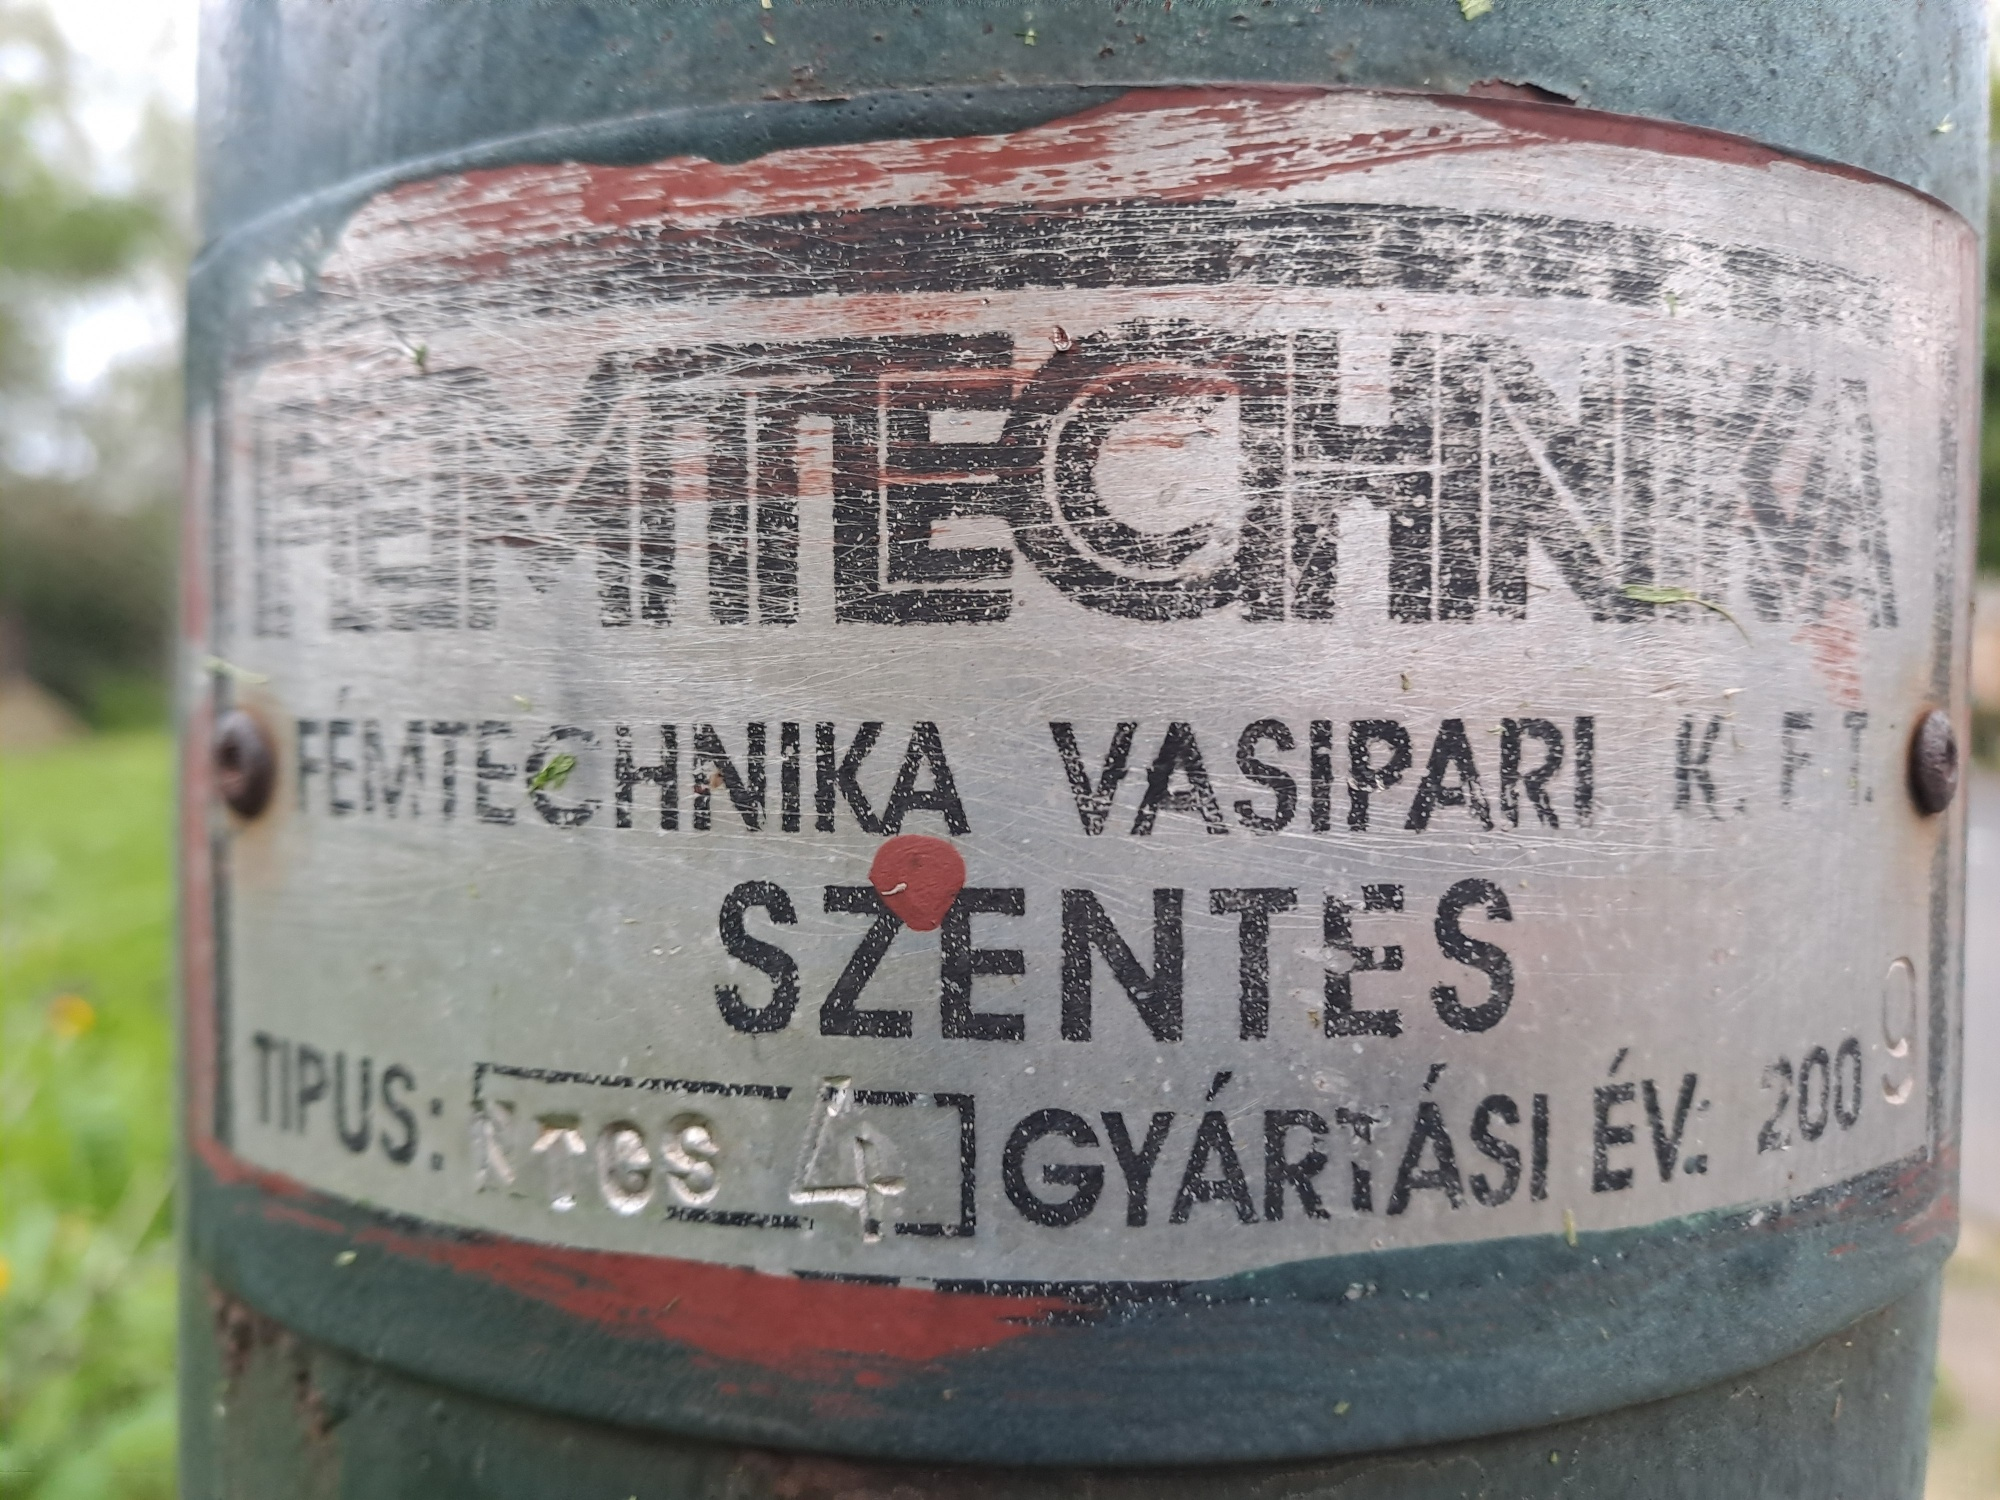 FÉMTECHNIKA
FÉMTECHNIKA VASIPARI K.F.T.
SZENTES
TIPUS: 4 GYÁRTÁSI ÉV: 2009